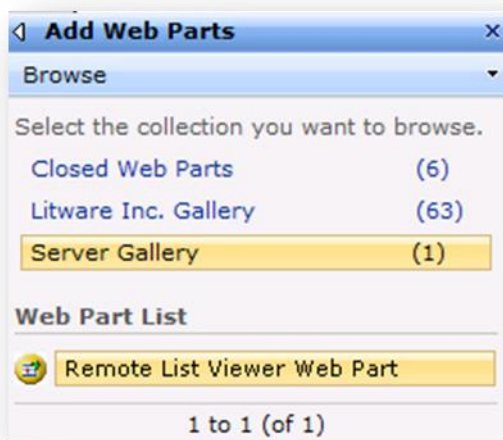 Add Web Parts
Browse
Select the collection you want to browse.
Closed Web Parts (6)
Litware Inc. Gallery (63)
Server Gallery (1)
Web Part List
Remote List Viewer Web Part
1 to 1 (of 1)